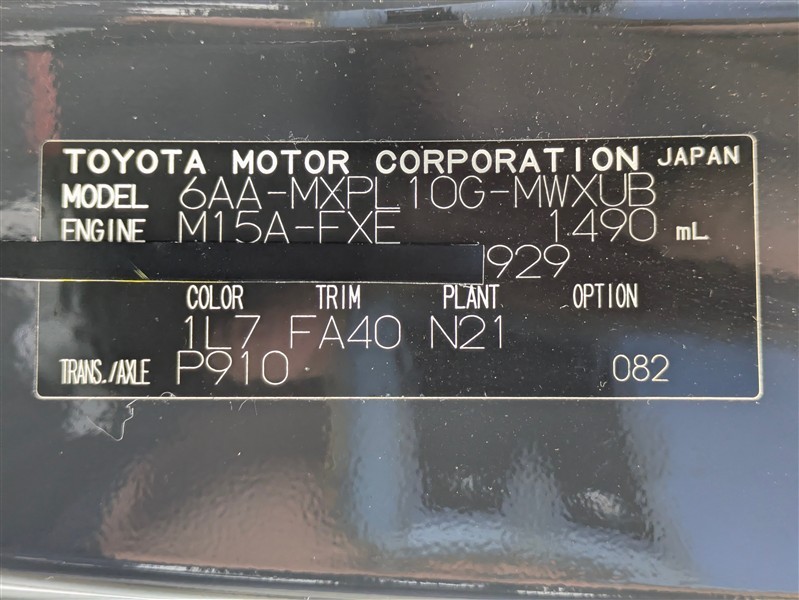 TOYOTA MOTOR CORPORATION JAPAN
MODEL 6AA-MXPL10G-MWXUB
ENGINE M15A-FXE 1490 mL
929
COLOR TRIM PLANT OPTION
1L7 FA40 N21
TRANS./AXLE P910 082